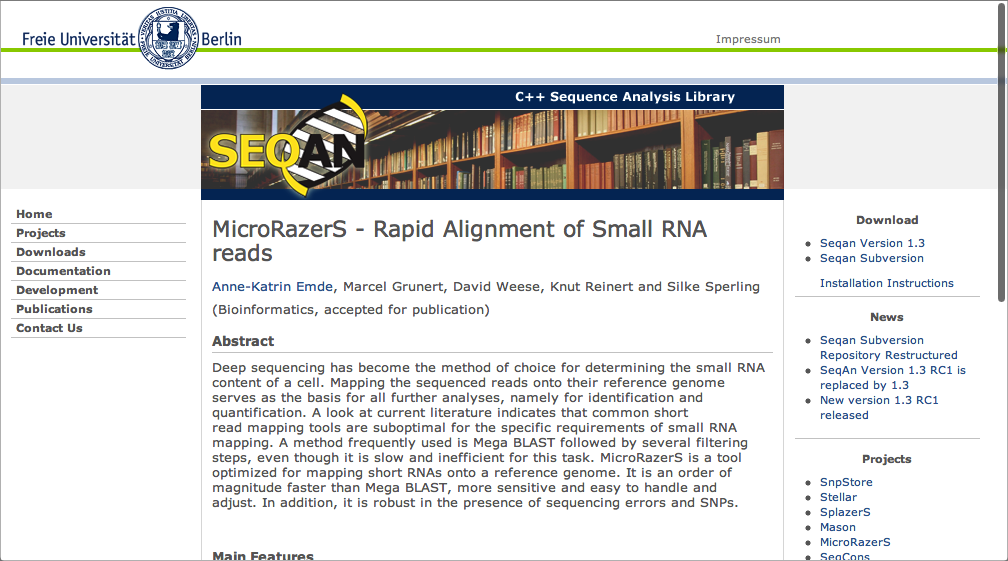 Freie Universität Berlin
Impressum
C++ Sequence Analysis Library
SEQAN
Home
Projects
Downloads
Documentation
Development
Publications
Contact Us
MicroRazerS - Rapid Alignment of Small RNA
reads
Anne-Katrin Emde, Marcel Grunert, David Weese, Knut Reinert and Silke Sperling
(Bioinformatics, accepted for publication)
Abstract
Deep sequencing has become the method of choice for determining the small RNA
content of a cell. Mapping the sequenced reads onto their reference genome
serves as the basis for all further analyses, namely for identification and
quantification. A look at current literature indicates that common short
read mapping tools are suboptimal for the specific requirements of small RNA
mapping. A method frequently used is Mega BLAST followed by several filtering
steps, even though it is slow and inefficient for this task. MicroRazerS is a tool
optimized for mapping short RNAs onto a reference genome. It is an order of
magnitude faster than Mega BLAST, more sensitive and easy to handle and
adjust. In addition, it is robust in the presence of sequencing errors and SNPs.
Main Features
Download
Seqan Version 1.3
Seqan Subversion
Installation Instructions
News
Seqan Subversion
Repository Restructured
SeqAn Version 1.3 RC1 is
replaced by 1.3
New version 1.3 RC1
released
Projects
SnpStore
Stellar
SplazerS
Mason
MicroRazerS
SeqCons